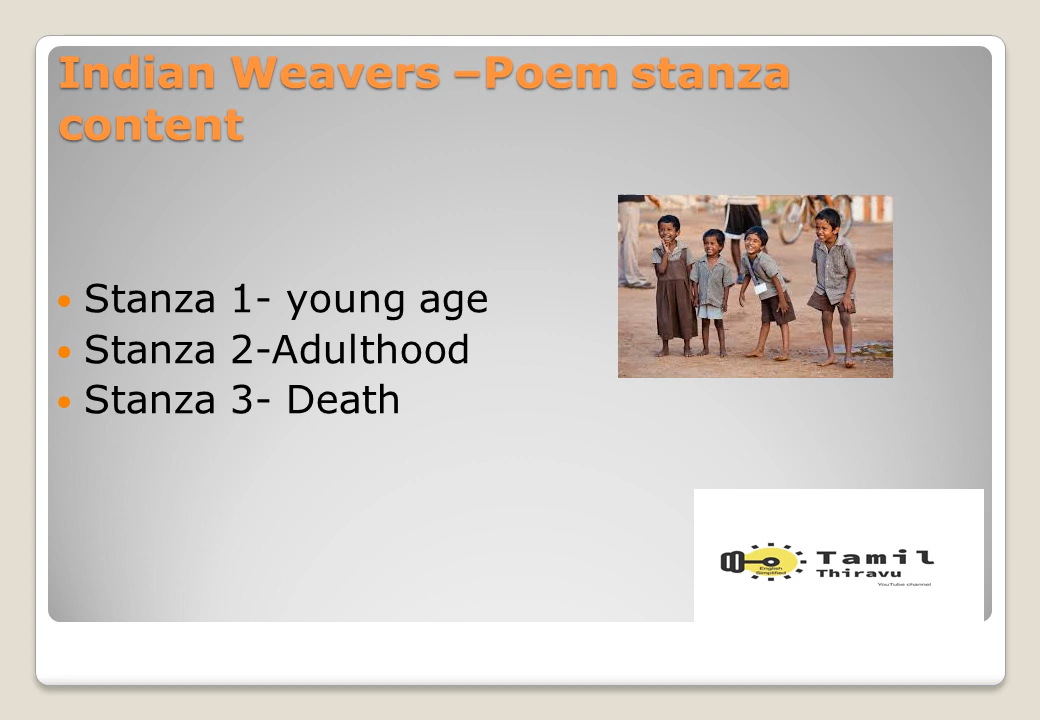 Indian Weavers –Poem stanza
content
Stanza 1- young age
Stanza 2-Adulthood
Stanza 3- Death
English
Simplified
Tamil
Thiravu
YouTube channel